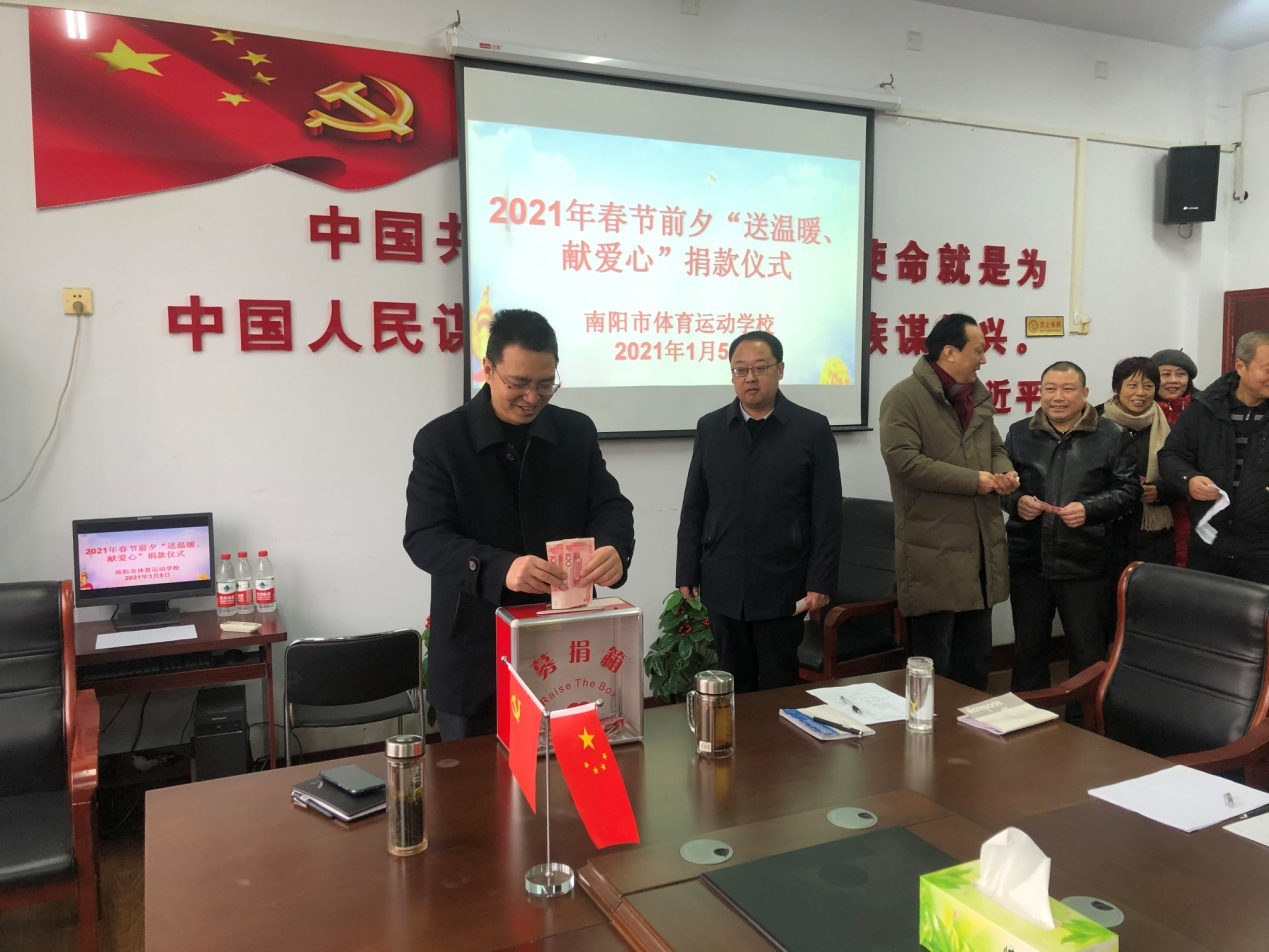 2021年春节前夕“送温暖、
献爱心”捐款仪式
南阳市体育运动学校
2021年1月5
中国共
使命就是为
中国人民谋
族谋
兴。
近平
2021年春节前夕“送温暖、
献爱心”捐款仪式
南阳市体育运动学校
2021年1月5日
募捐箱
Raise The Box